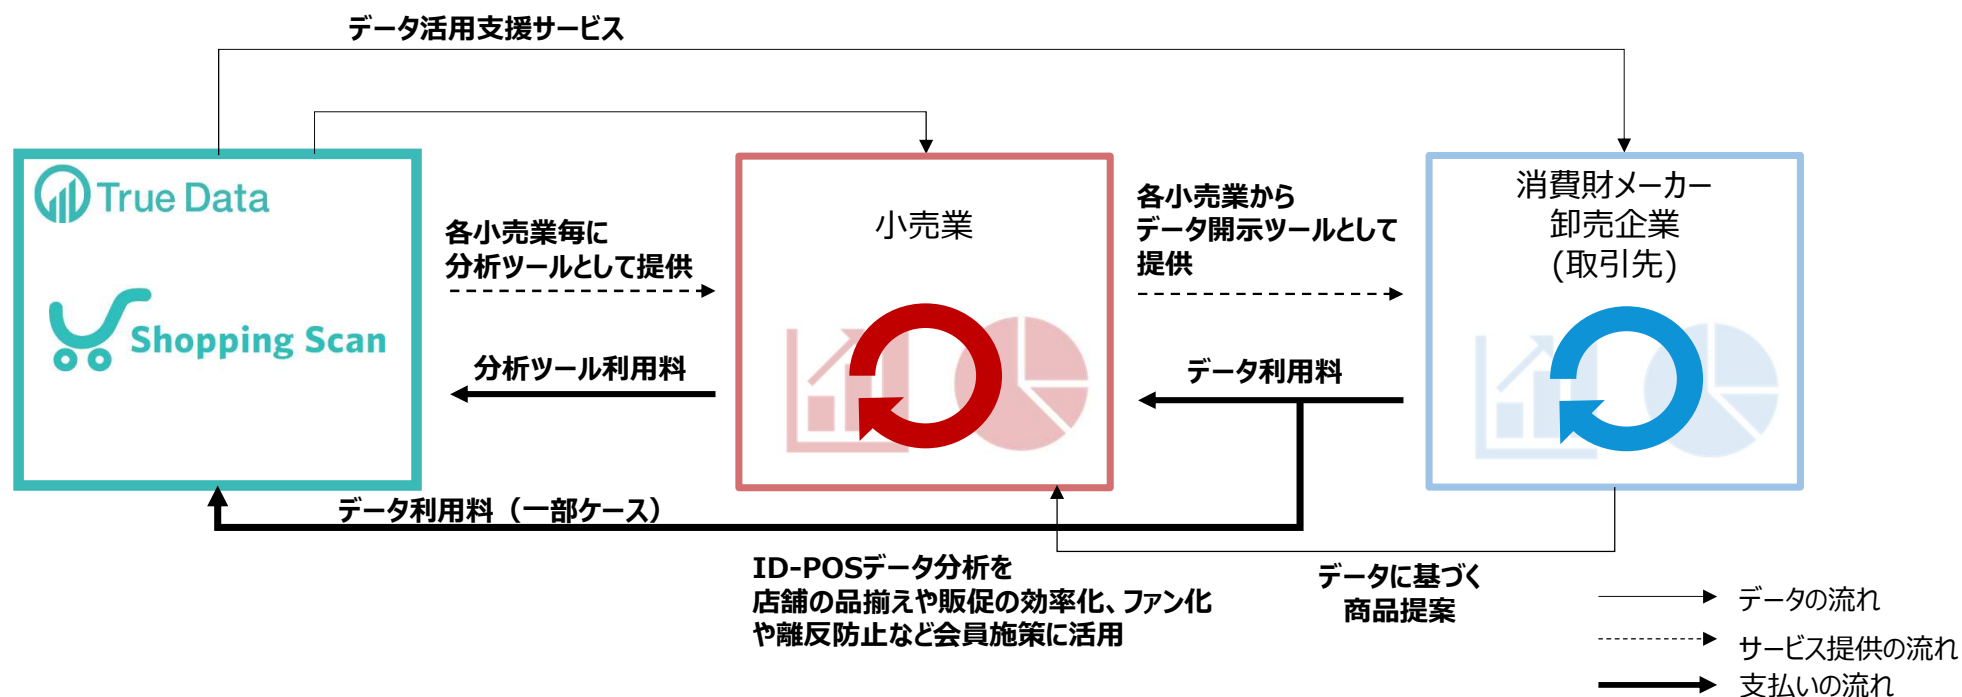 データ活用支援サービス
True Data
Shopping Scan
各小売業毎に
分析ツールとして提供
分析ツール利用料
小売業
各小売業から
データ開示ツールとして
提供
データ利用料
消費財メーカー
卸売企業
(取引先)
データ利用料（一部ケース）
ID-POSデータ分析を
店舗の品揃えや販促の効率化、ファン化
や離反防止など会員施策に活用
データに基づく
商品提案
データの流れ
サービス提供の流れ
支払いの流れ